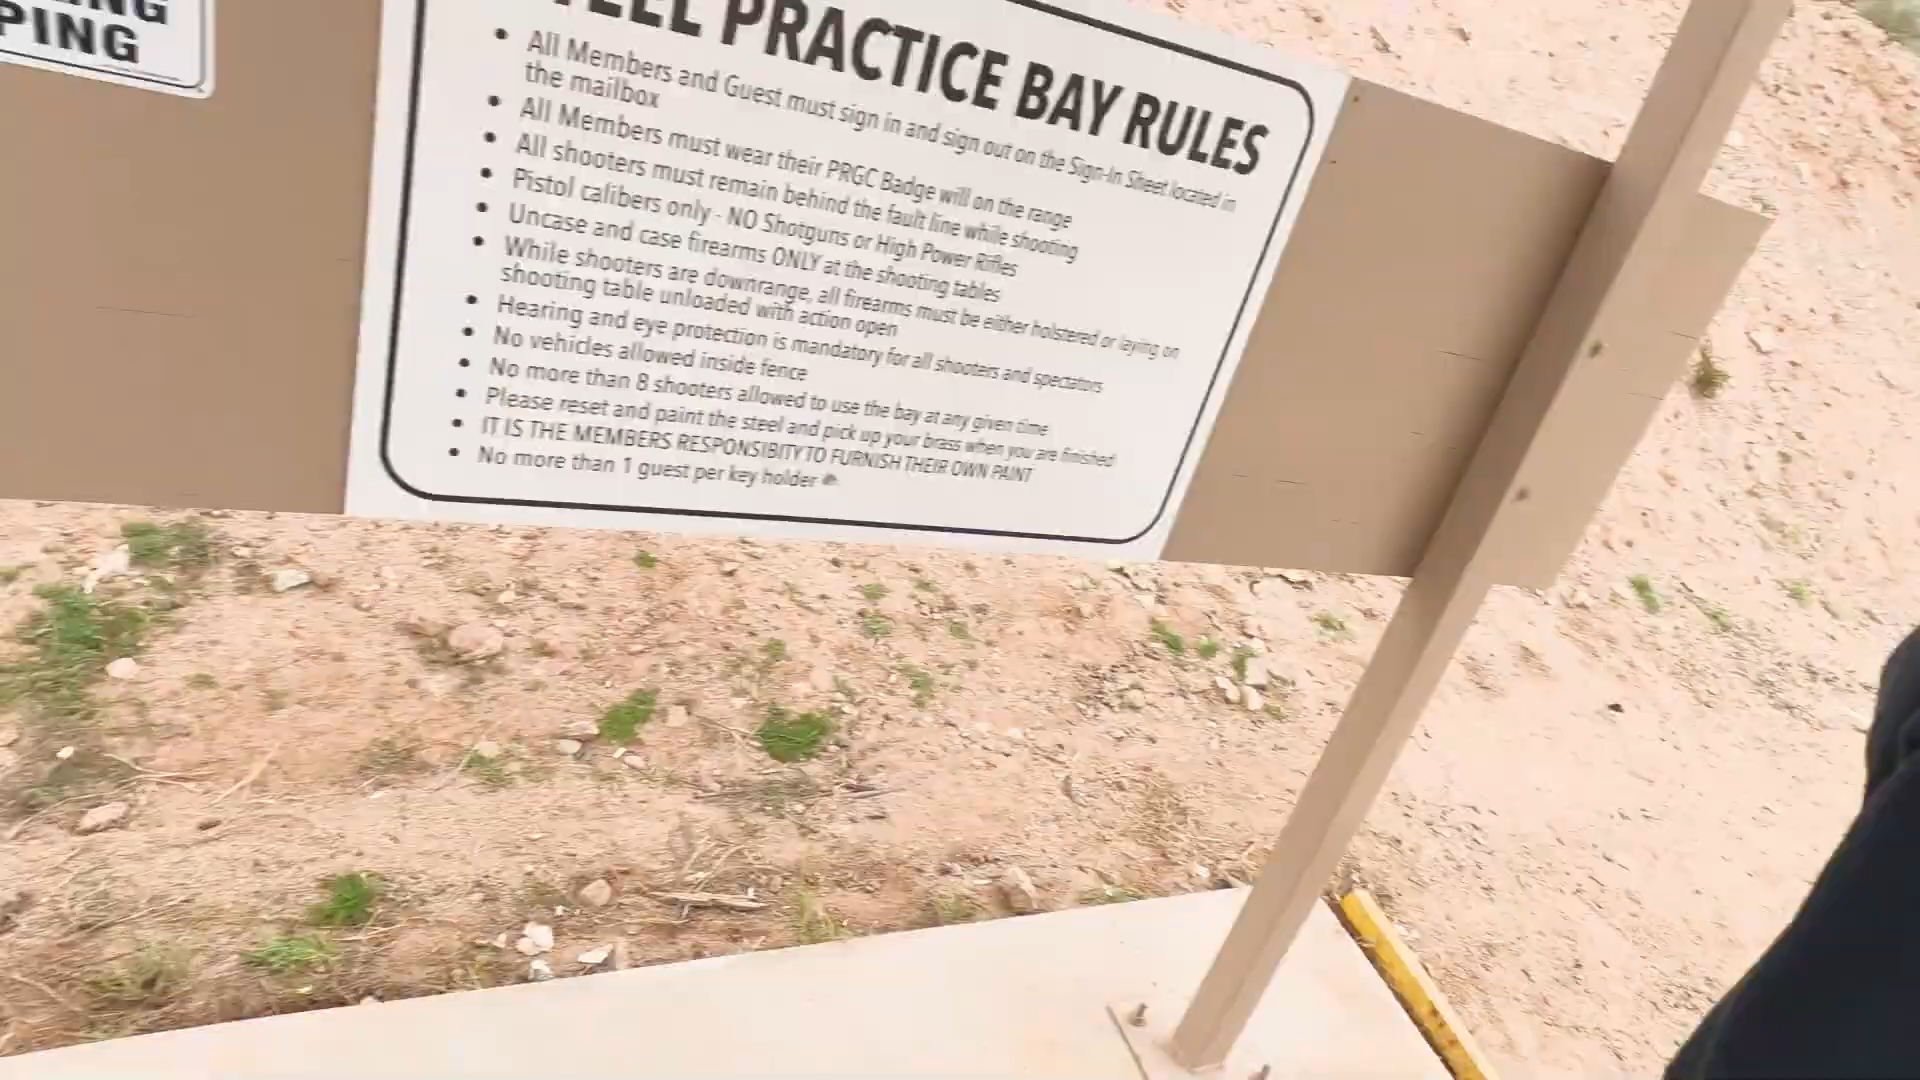 NG
PING
TEEL PRACTICE BAY RULES
• All Members and Guest must sign in and sign out on the Sign-In Sheet located in
the mailbox
• All Members must wear their PRGC Badge will on the range
• All shooters must remain behind the fault line while shooting
• Pistol calibers only - NO Shotguns or High Power Rifles
• Uncase and case firearms ONLY at the shooting tables
• While shooters are downrange, all firearms must be either holstered or laying on
shooting table unloaded with action open
• Hearing and eye protection is mandatory for all shooters and spectators
• No vehicles allowed inside fence
• No more than 8 shooters allowed to use the bay at any given time
• Please reset and paint the steel and pick up your brass when you are finished
• IT IS THE MEMBERS RESPONSIBITY TO FURNISH THEIR OWN PAINT
• No more than 1 guest per key holder